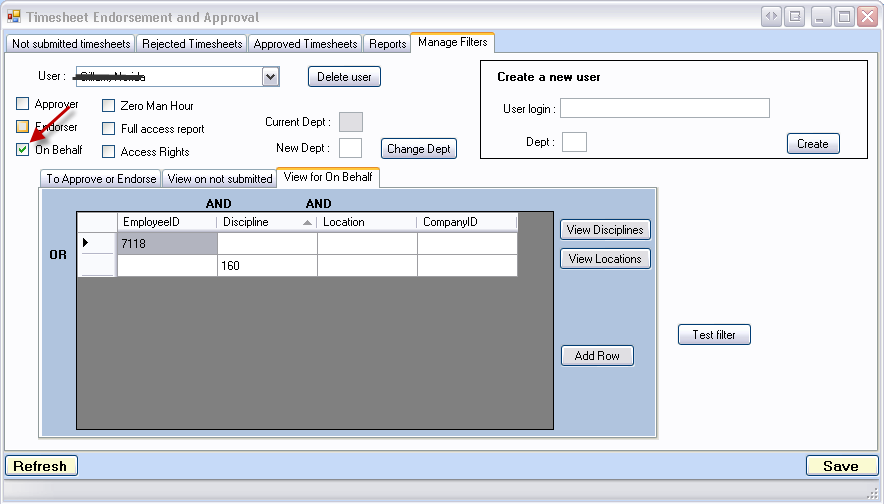 Timesheet Endorsement and Approval
Not submitted timesheets Rejected Timesheets Approved Timesheets Reports Manage Filters
User :
Delete user
Create a new user
Approver Zero Man Hour
Endorser Full access report
On Behalf Access Rights
Current Dept :
New Dept : Change Dept
User login :
Dept : Create
To Approve or Endorse View on not submitted View for On Behalf
AND AND
EmployeeID Discipline Location CompanyID
OR
7118
160
View Disciplines
View Locations
Add Row
Test filter
Refresh Save